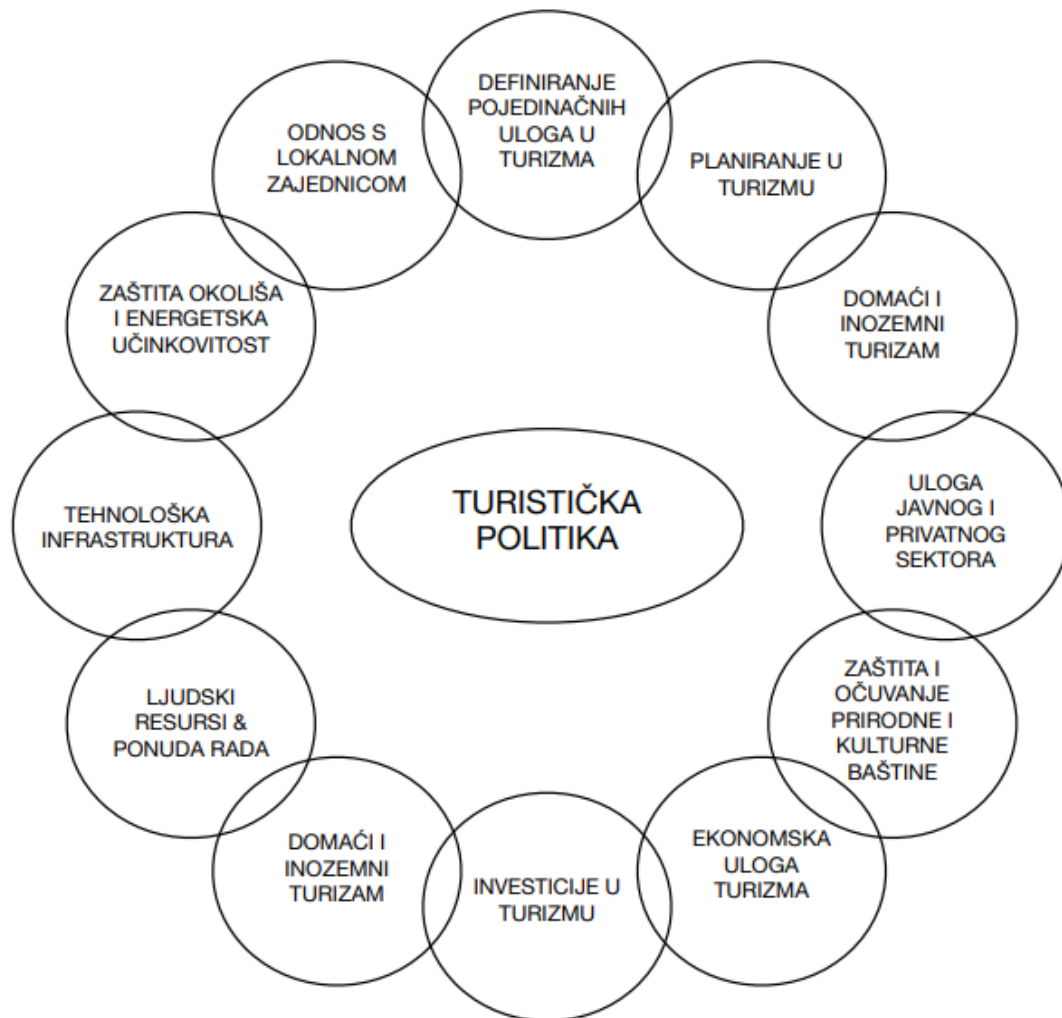 DEFINIRANJE
POJEDINAČNIH
ULOGA U
TURIZMA
PLANIRANJE U
TURIZMU
DOMAĆI I
INOZEMNI
TURIZAM
ULOGA
JAVNOG I
PRIVATNOG
SEKTORA
ZAŠTITA I
OČUVANJE
PRIRODNE I
KULTURNE
BAŠTINE
EKONOMSKA
ULOGA
TURIZMA
INVESTICIJE U
TURIZMU
DOMAĆI I
INOZEMNI
TURIZAM
LJUDSKI
RESURSI &
PONUDA RADA
TEHNOLOŠKA
INFRASTRUKTURA
ZAŠTITA OKOLIŠA
I ENERGETSKA
UČINKOVITOST
ODNOS S
LOKALNOM
ZAJEDNICOM
TURISTIČKA
POLITIKA